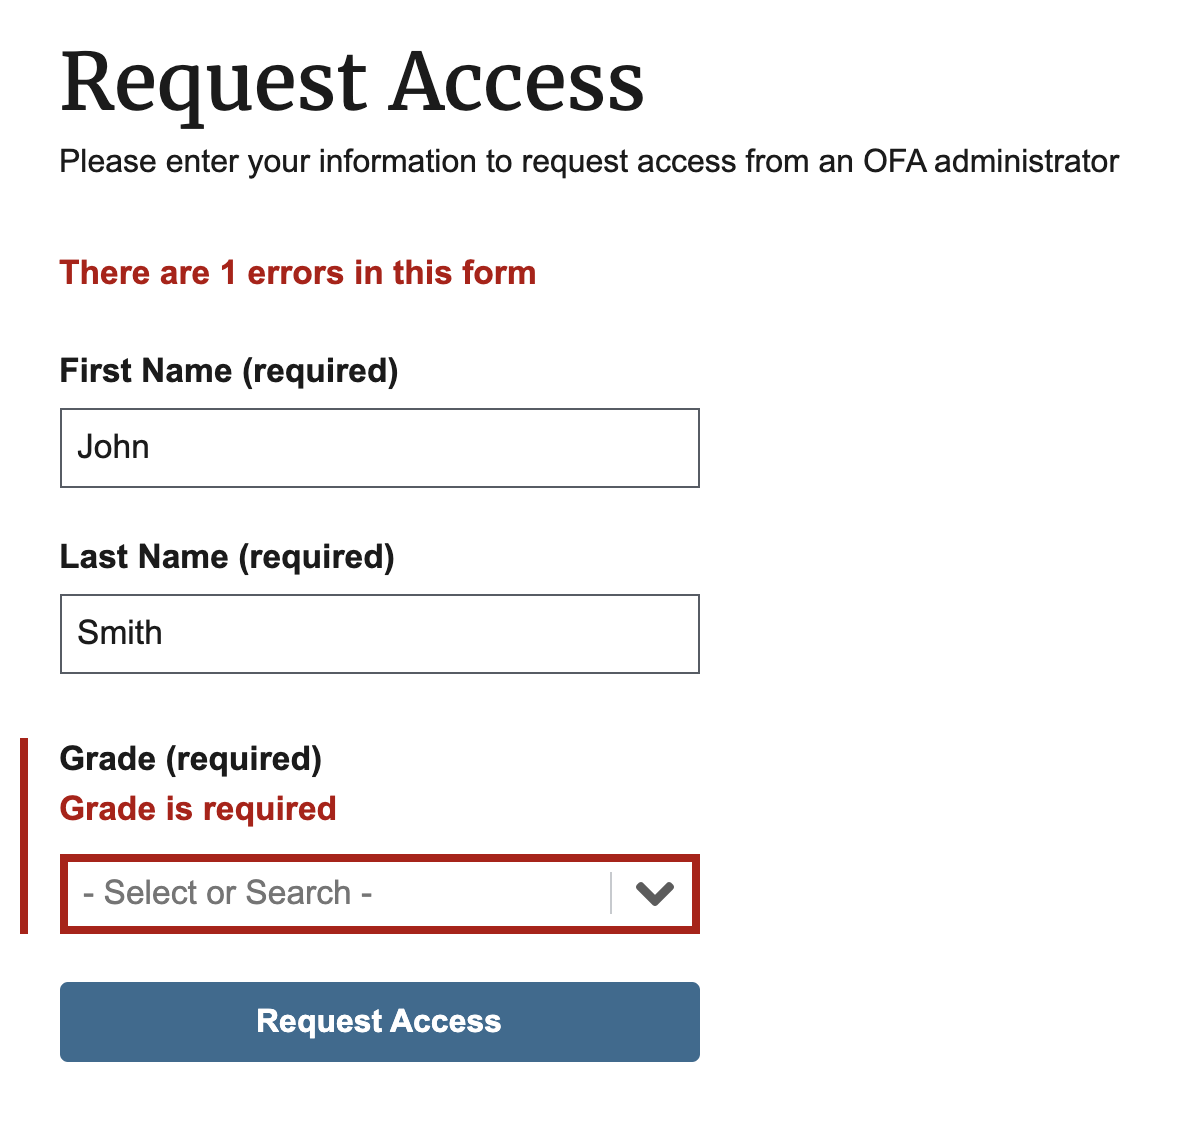 Request Access
Please enter your information to request access from an OFA administrator
There are 1 errors in this form
First Name (required)
John
Last Name (required)
Smith
Grade (required)
Grade is required
- Select or Search -
Request Access